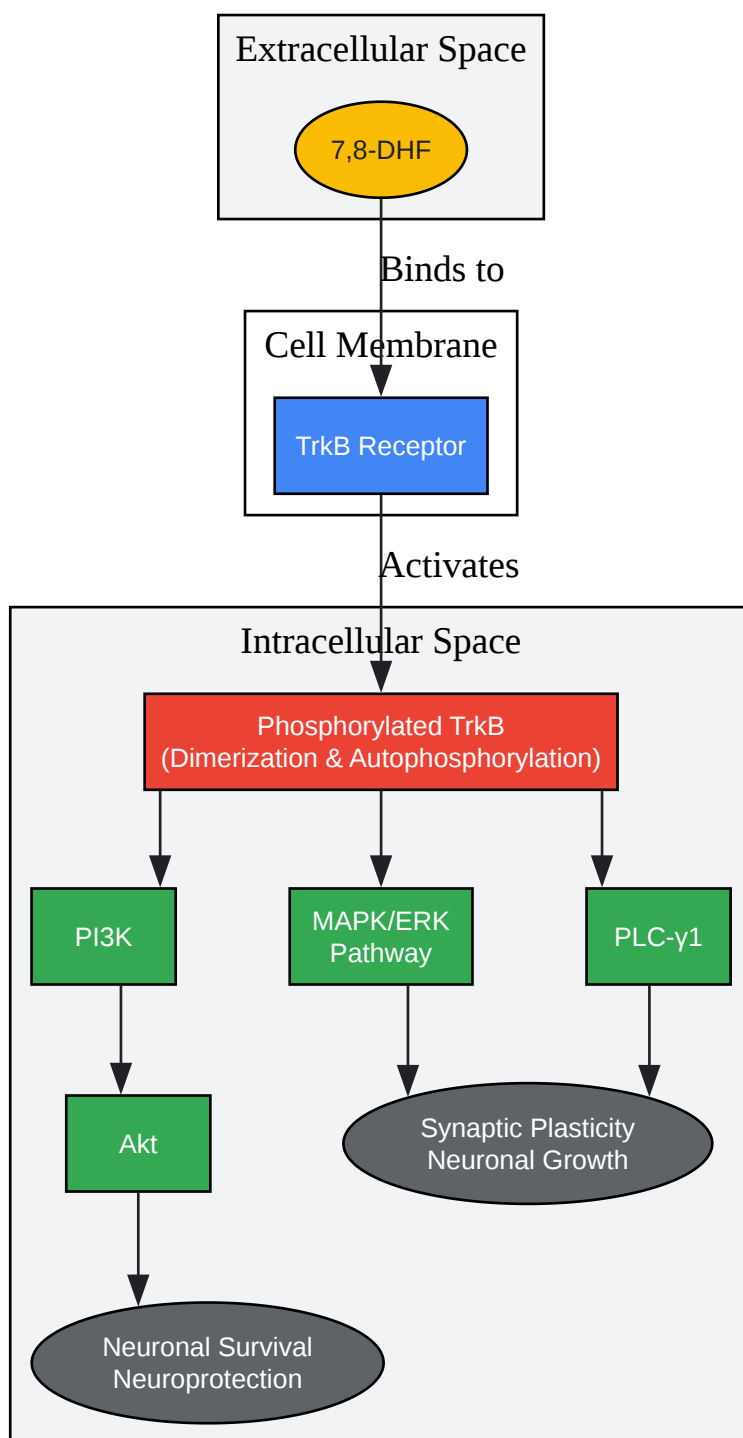 Extracellular Space
7,8-DHF
Binds to
Cell Membrane
TrkB Receptor
Activates
Intracellular Space
Phosphorylated TrkB
(Dimerization & Autophosphorylation)
PI3K
MAPK/ERK
Pathway
PLC-γ1
Akt
Synaptic Plasticity
Neuronal Growth
Neuronal Survival
Neuroprotection